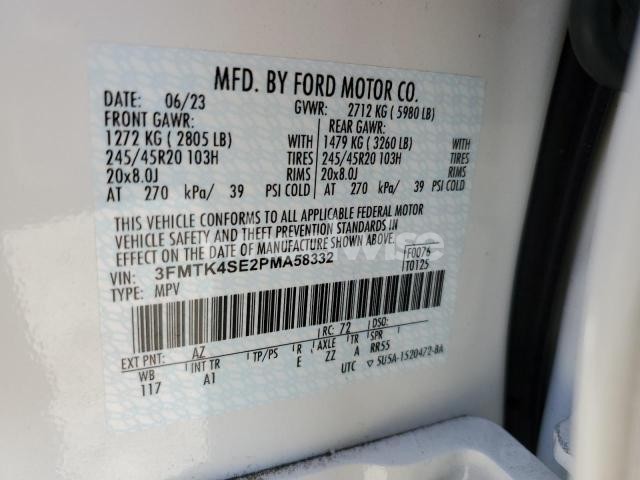 MFD. BY FORD MOTOR CO.
DATE: 06/23 GVWR: 2712 KG ( 5980 LB)
FRONT GAWR: REAR GAWR:
1272 KG ( 2805 LB) WITH 1479 KG ( 3260 LB) WITH
245/45R20 103H TIRES 245/45R20 103H TIRES
20x8.0J RIMS 20x8.0J RIMS
AT 270 kPa/ 39 PSI COLD AT 270 kPa/ 39 PSI COLD
THIS VEHICLE CONFORMS TO ALL APPLICABLE FEDERAL MOTOR
VEHICLE SAFETY AND THEFT PREVENTION STANDARDS IN
EFFECT ON THE DATE OF MANUFACTURE SHOWN ABOVE.
VIN: 3FMTK4SE2PMA58332 F0076
TYPE: MPV T0125
RC: 72 DSO:
EXT PNT: AZ TP/PS R AXLE TR SPR
WB INT TR E ZZ A RR55
117 A1 UTC ▽ 5U5A-1520472-BA